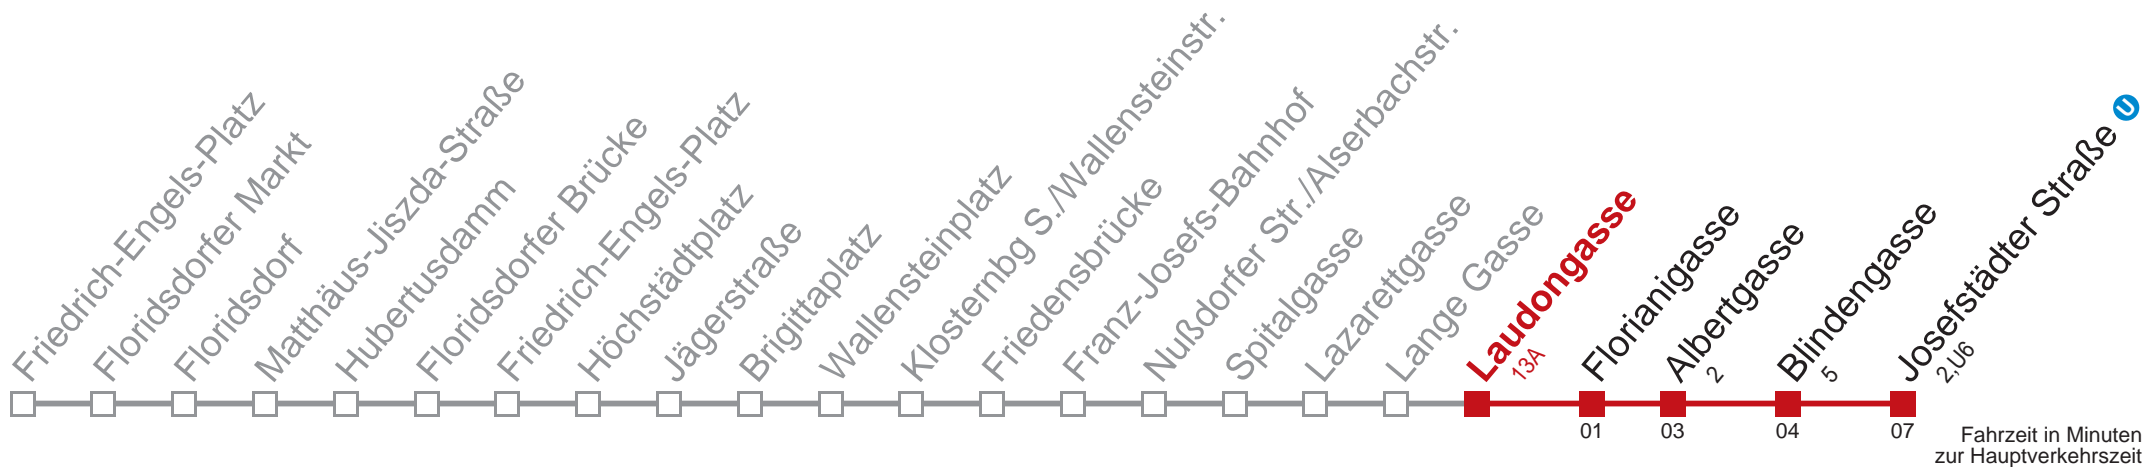 Friedrich-Engels-Platz
Floridsdorfer Markt
Floridsdorf
Matthäus-Jiszda-Straße
Hubertusdamm
Floridsdorfer Brücke
Friedrich-Engels-Platz
Höchstädtplatz
Jägerstraße
Brigittaplatz
Wallensteinplatz
Klosternbg S./Wallensteinstr.
Friedensbrücke
Franz-Josefs-Bahnhof
Nußdorfer Str./Alserbachstr.
Spitalgasse
Lazarettgasse
Lange Gasse
Laudongasse
13A
Florianigasse
Albertgasse
2
Blindengasse
5
Josefstädter Straße U
2,U6
01
03
04
07
Fahrzeit in Minuten
zur Hauptverkehrszeit